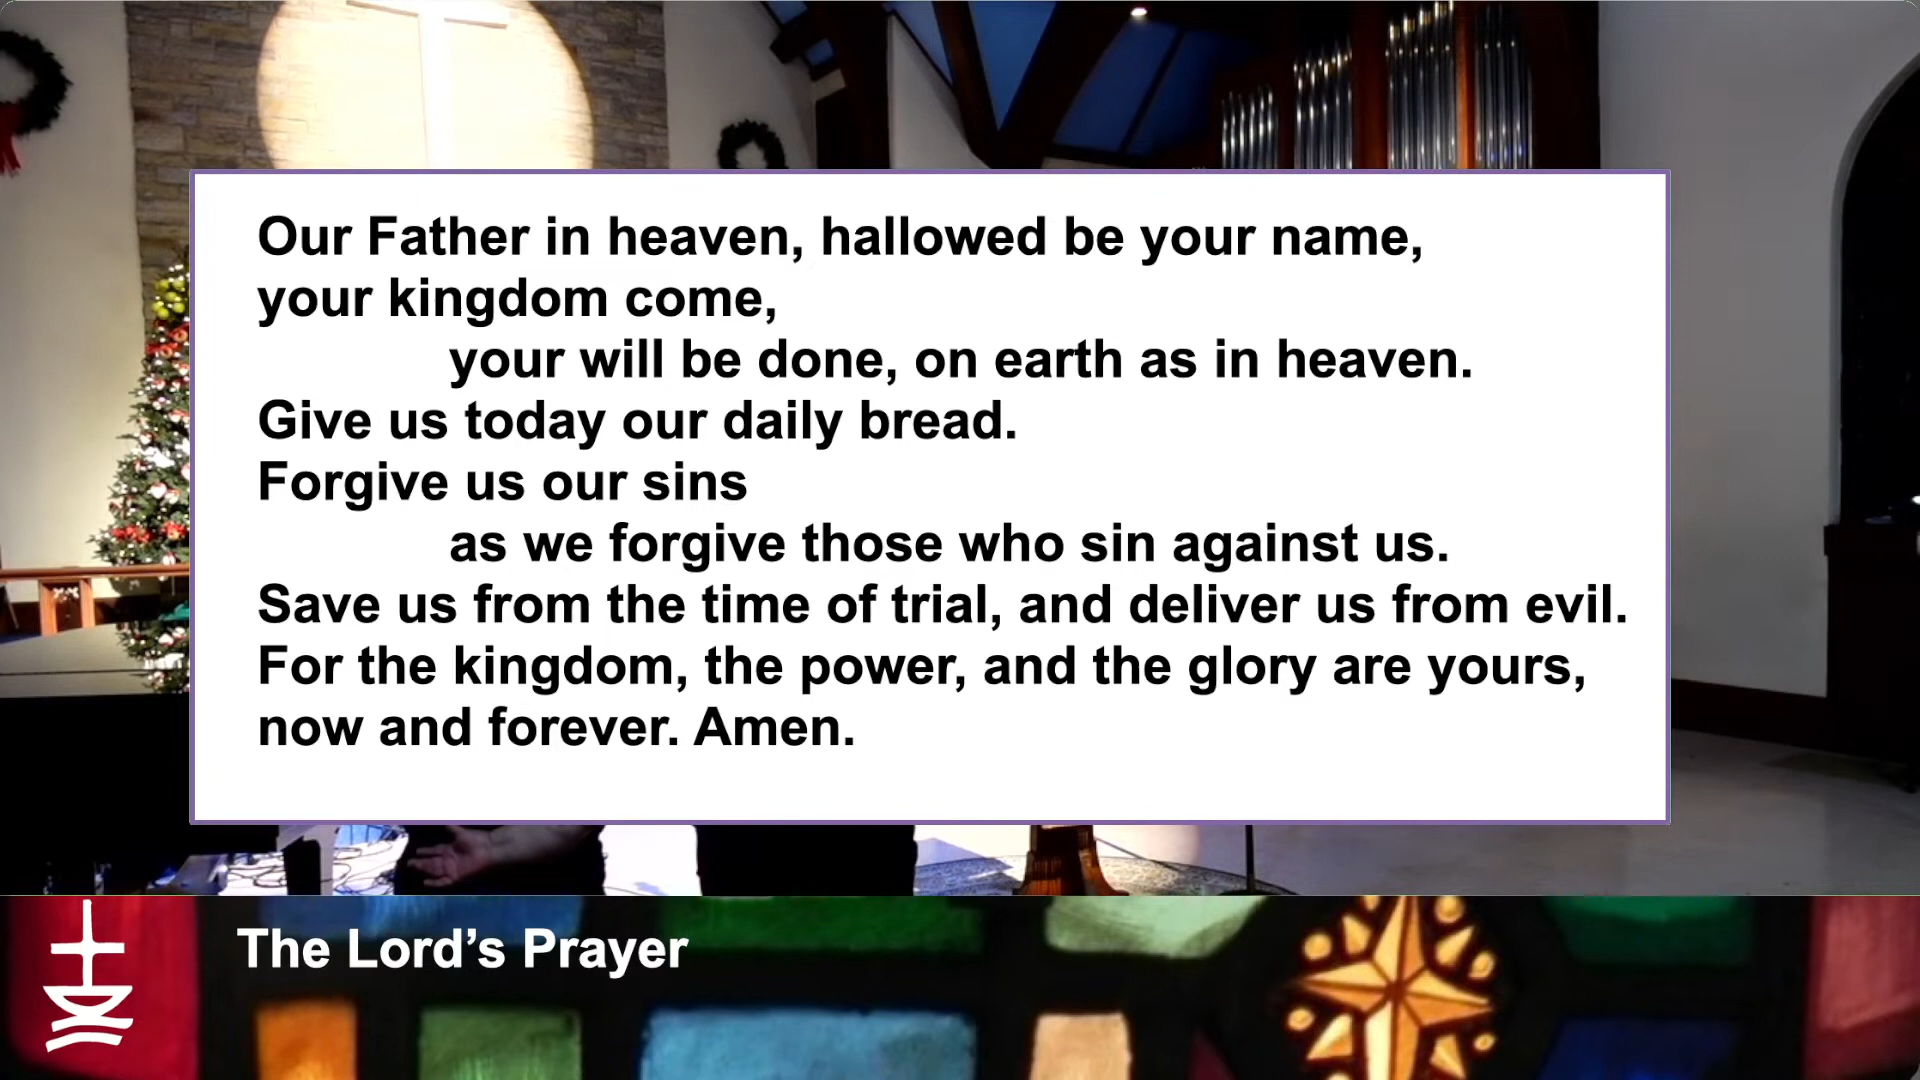 Our Father in heaven, hallowed be your name,
your kingdom come,
your will be done, on earth as in heaven.
Give us today our daily bread.
Forgive us our sins
as we forgive those who sin against us.
Save us from the time of trial, and deliver us from evil.
For the kingdom, the power, and the glory are yours,
now and forever. Amen.
The Lord’s Prayer